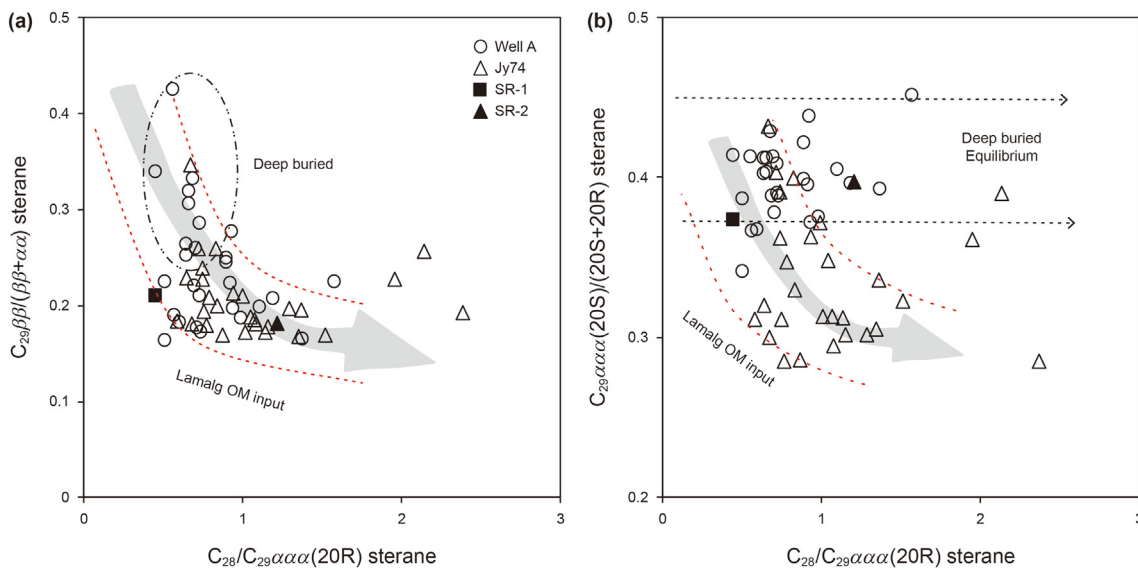 (a)
0.5
0.4
0.3
0.2
0.1
0
C₂₉ββ/(ββ+αα) sterane
Well A
Jy74
SR-1
SR-2
Deep buried
Lamalg OM input
0
1
2
3
C₂₈/C₂₉ααα(20R) sterane
(b)
0.5
0.4
0.3
0.2
C₂₉ααα(20S)/(20S+20R) sterane
Deep buried
Equilibrium
Lamalg OM input
0
1
2
3
C₂₈/C₂₉ααα(20R) sterane